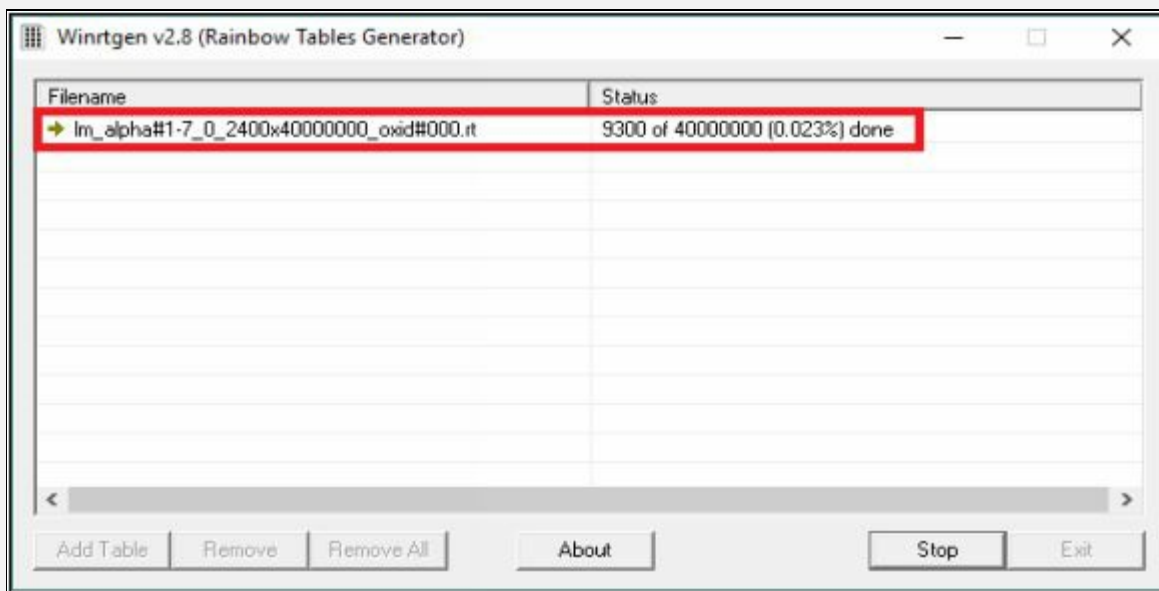 Winrtgen v2.8 (Rainbow Tables Generator)
Filename Status
lm_alpha#1-7_0_2400x40000000_oxid#000.rt 9300 of 40000000 (0.023%) done
Add Table Remove Remove All About Stop Exit